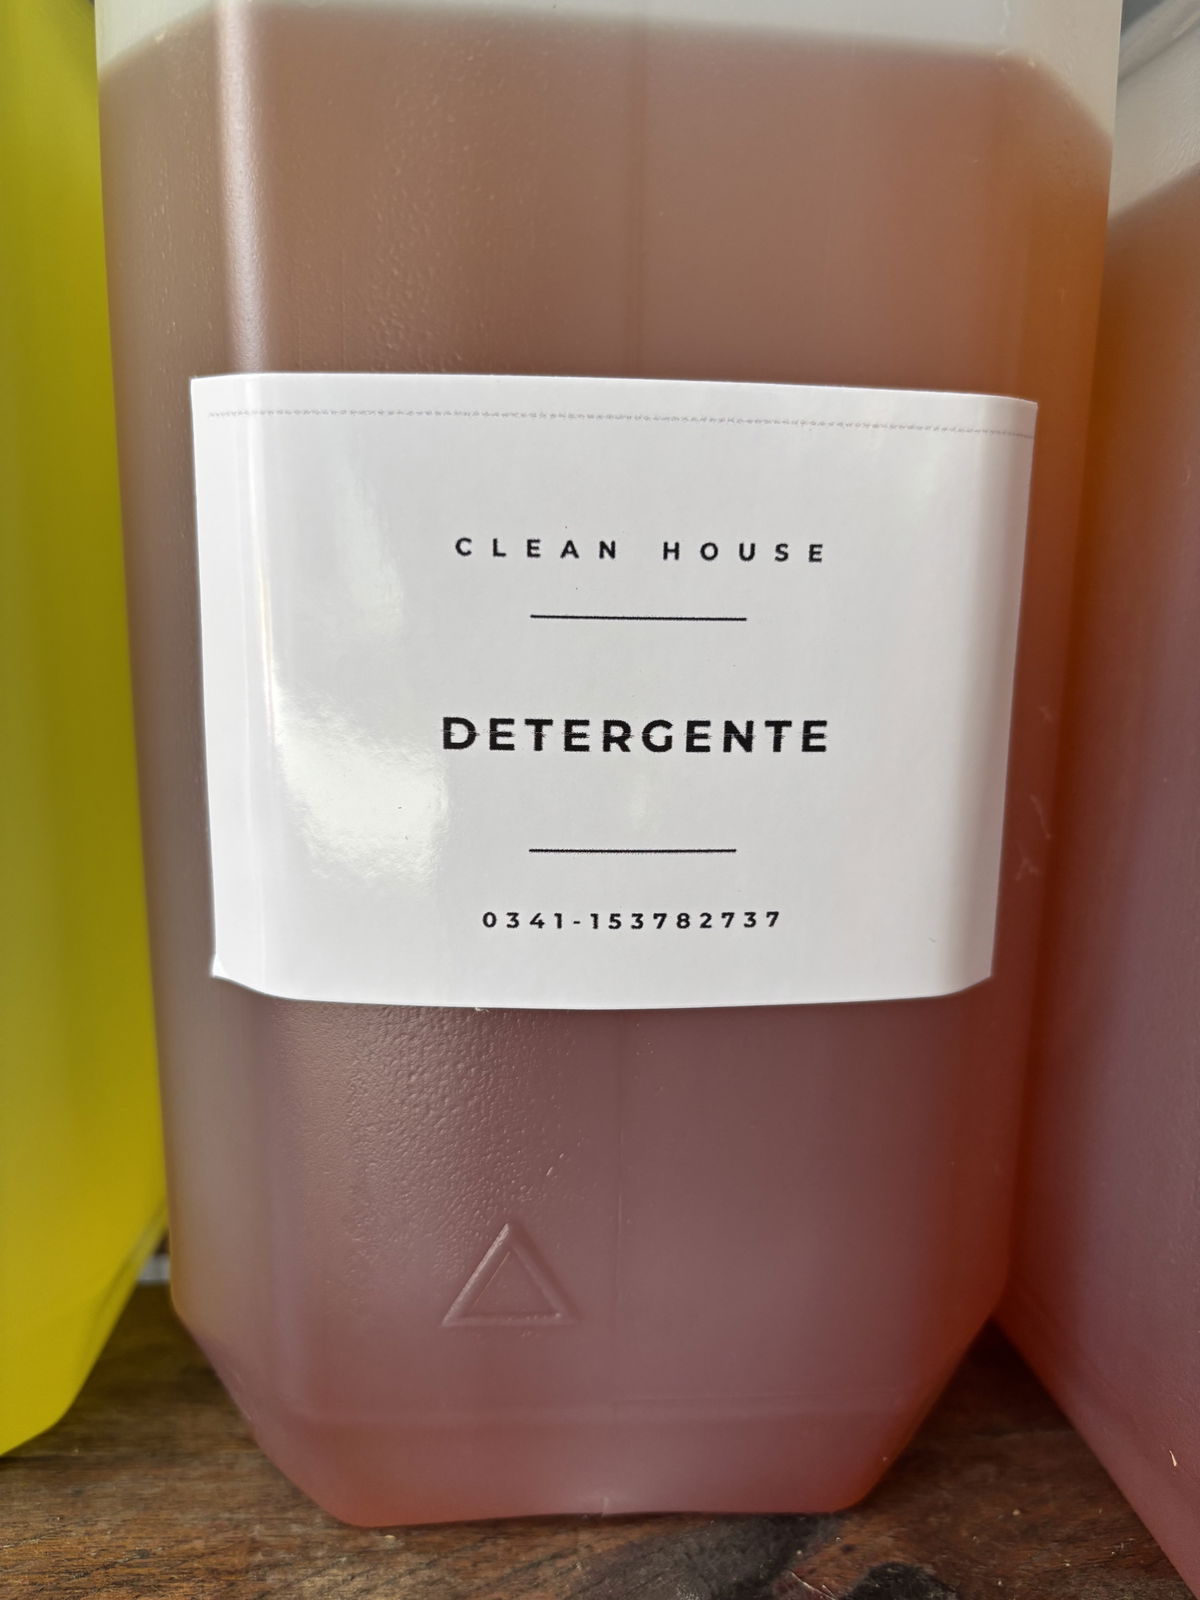 CLEAN HOUSE
DETERGENTE
0341-153782737